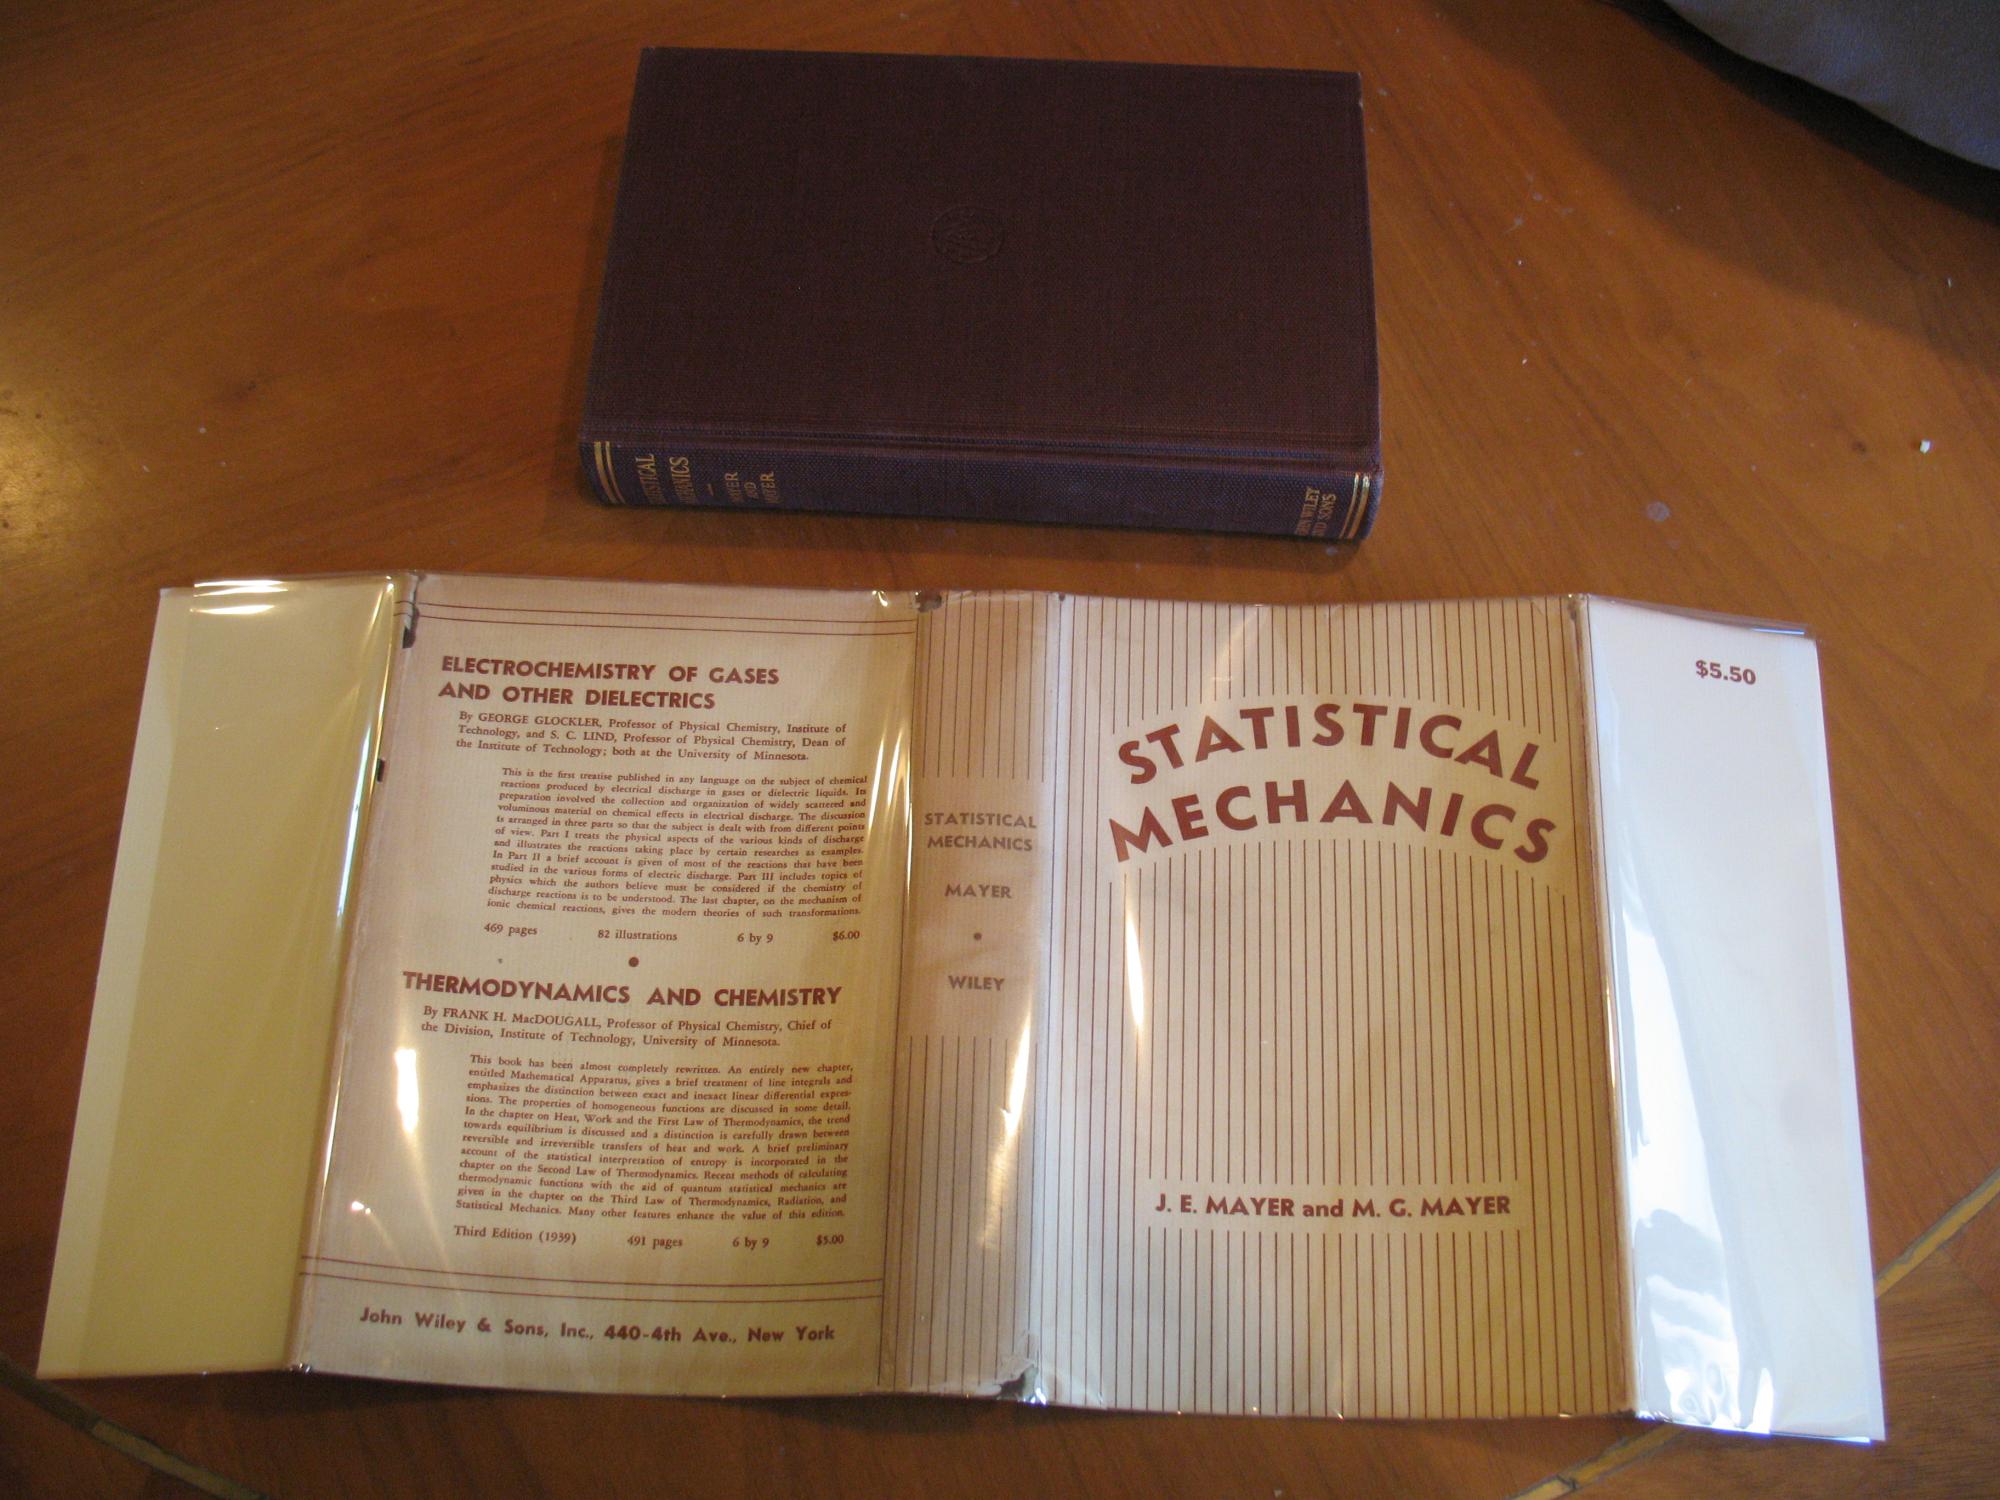 MECHANICS
AND
JOHN WILEY
AND SONS
ELECTROCHEMISTRY OF GASES
AND OTHER DIELECTRICS
By GEORGE GLOCKLER, Professor of Physical Chemistry, Institute of
Technology, and S. C. LIND, Professor of Physical Chemistry, Dean of
the Institute of Technology; both at the University of Minnesota.
This is the first treatise published in any language on the subject of chemical
reactions produced by electrical discharge in gases or dielectric liquids. Its
preparation involved the collection and organization of widely scattered and
voluminous material on chemical effects in electrical discharge. The discussion
is arranged in three parts so that the subject is dealt with from different points
of view. Part I treats the physical aspects of the various kinds of discharge
and illustrates the reactions taking place by certain researches as examples.
In Part II a brief account is given of most of the reactions that have been
studied in the various forms of electric discharge. Part III includes topics of
physics which the authors believe must be considered if the chemistry of
discharge reactions is to be understood. The last chapter, on the mechanism of
ionic chemical reactions, gives the modern theories of such transformations.
469 pages 82 illustrations 6 by 9 $6.00
THERMODYNAMICS AND CHEMISTRY
By FRANK H. MacDOUGALL, Professor of Physical Chemistry, Chief of
the Division, Institute of Technology, University of Minnesota.
This book has been almost completely rewritten. An entirely new chapter,
entitled Mathematical Apparatus, gives a brief treatment of line integrals and
emphasizes the distinction between exact and inexact linear differential expres-
sions. The properties of homogeneous functions are discussed in some detail.
In the chapter on Heat, Work and the First Law of Thermodynamics, the trend
towards equilibrium is discussed and a distinction is carefully drawn between
reversible and irreversible transfers of heat and work. A brief preliminary
account of the statistical interpretation of entropy is incorporated in the
chapter on the Second Law of Thermodynamics. Recent methods of calculating
thermodynamic functions with the aid of quantum statistical mechanics are
given in the chapter on the Third Law of Thermodynamics, Radiation, and
Statistical Mechanics. Many other features enhance the value of this edition.
Third Edition (1939) 491 pages 6 by 9 $5.00
John Wiley & Sons, Inc., 440-4th Ave., New York
STATISTICAL
MECHANICS
MAYER
•
WILEY
STATISTICAL
MECHANICS
J. E. MAYER and M. G. MAYER
$5.50